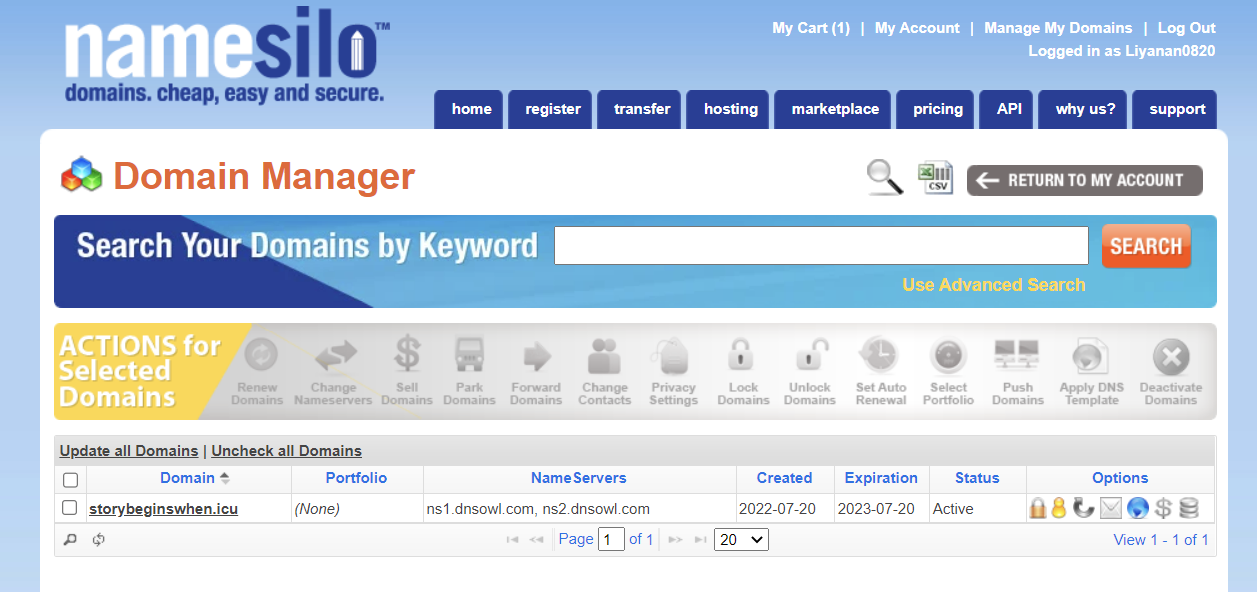 namesilo™
domains. cheap, easy and secure.
My Cart (1) | My Account | Manage My Domains | Log Out
Logged in as Liyanan0820
home register transfer hosting marketplace pricing API why us? support
Domain Manager
CSV
RETURN TO MY ACCOUNT
Search Your Domains by Keyword
SEARCH
Use Advanced Search
ACTIONS for
Selected
Domains
Renew
Domains
Change
Nameservers
Sell
Domains
Park
Domains
Forward
Domains
Change
Contacts
Privacy
Settings
Lock
Domains
Unlock
Domains
Set Auto
Renewal
Select
Portfolio
Push
Domains
Apply DNS
Template
Deactivate
Domains
Update all Domains | Uncheck all Domains
Domain Portfolio NameServers Created Expiration Status Options
storybeginswhen.icu (None) ns1.dnsowl.com, ns2.dnsowl.com 2022-07-20 2023-07-20 Active
Page 1 of 1 20 View 1 - 1 of 1